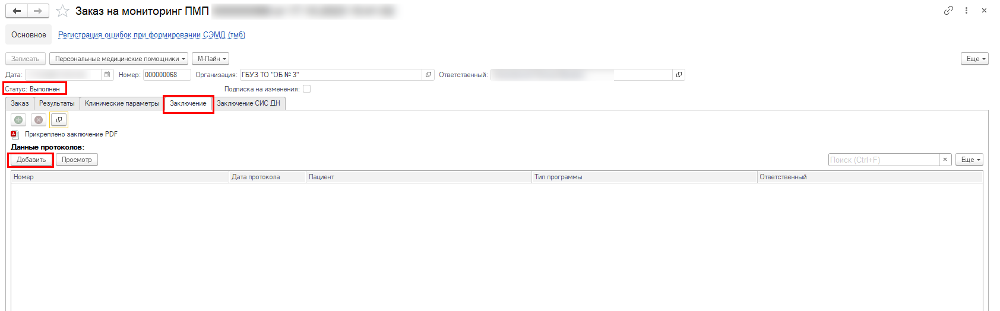 Заказ на мониторинг ПМП
Основное Регистрация ошибок при формировании СЭМД (тмб)
Записать Персональные медицинские помощники М-Лайн Еще
Дата: Номер: 000000068 Организация: ГБУЗ ТО "ОБ № 3" Ответственный:
Статус: Выполнен Подписка на изменения:
Заказ Результаты Клинические параметры Заключение Заключение СИС ДН
Прикреплено заключение PDF
Данные протоколов:
Добавить Просмотр Поиск (Ctrl+F) × Еще
Номер Дата протокола Пациент Тип программы Ответственный